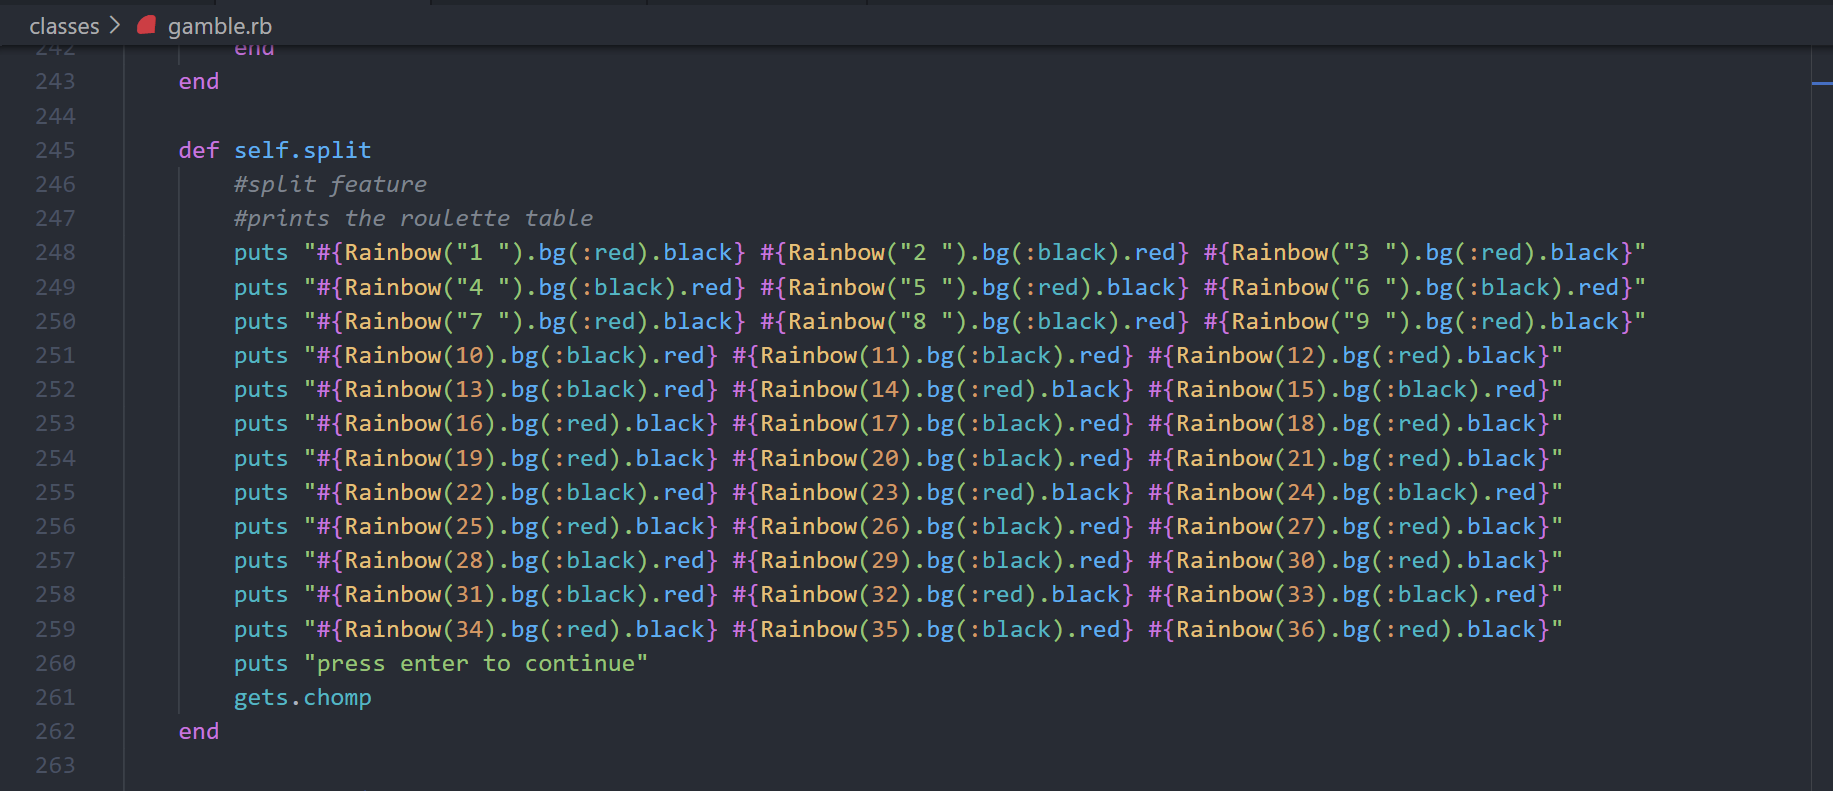 classes > gamble.rb
242 end
243 end
244
245 def self.split
246 #split feature
247 #prints the roulette table
248 puts "#{Rainbow("1 ").bg(:red).black} #{Rainbow("2 ").bg(:black).red} #{Rainbow("3 ").bg(:red).black}"
249 puts "#{Rainbow("4 ").bg(:black).red} #{Rainbow("5 ").bg(:red).black} #{Rainbow("6 ").bg(:black).red}"
250 puts "#{Rainbow("7 ").bg(:red).black} #{Rainbow("8 ").bg(:black).red} #{Rainbow("9 ").bg(:red).black}"
251 puts "#{Rainbow(10).bg(:black).red} #{Rainbow(11).bg(:black).red} #{Rainbow(12).bg(:red).black}"
252 puts "#{Rainbow(13).bg(:black).red} #{Rainbow(14).bg(:red).black} #{Rainbow(15).bg(:black).red}"
253 puts "#{Rainbow(16).bg(:red).black} #{Rainbow(17).bg(:black).red} #{Rainbow(18).bg(:red).black}"
254 puts "#{Rainbow(19).bg(:red).black} #{Rainbow(20).bg(:black).red} #{Rainbow(21).bg(:red).black}"
255 puts "#{Rainbow(22).bg(:black).red} #{Rainbow(23).bg(:red).black} #{Rainbow(24).bg(:black).red}"
256 puts "#{Rainbow(25).bg(:red).black} #{Rainbow(26).bg(:black).red} #{Rainbow(27).bg(:red).black}"
257 puts "#{Rainbow(28).bg(:black).red} #{Rainbow(29).bg(:black).red} #{Rainbow(30).bg(:red).black}"
258 puts "#{Rainbow(31).bg(:black).red} #{Rainbow(32).bg(:red).black} #{Rainbow(33).bg(:black).red}"
259 puts "#{Rainbow(34).bg(:red).black} #{Rainbow(35).bg(:black).red} #{Rainbow(36).bg(:red).black}"
260 puts "press enter to continue"
261 gets.chomp
262 end
263